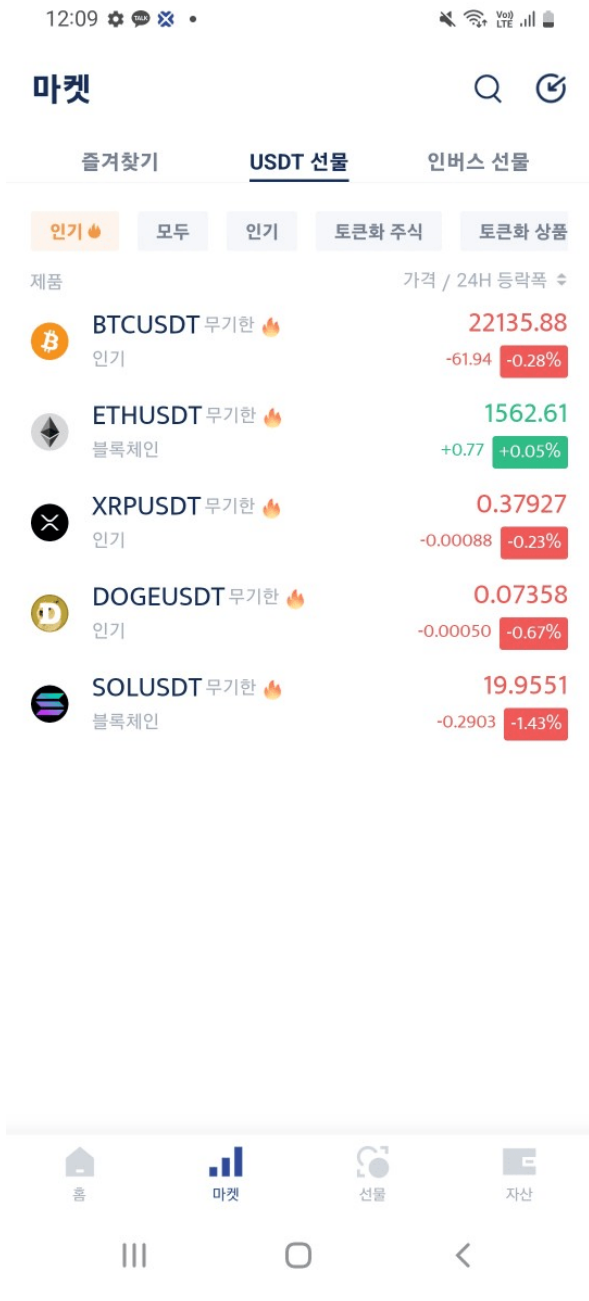 12:09 TALK Vo)) LTE
마켓
즐겨찾기 USDT 선물 인버스 선물
인기 모두 인기 토큰화 주식 토큰화 상품
제품 가격 / 24H 등락폭
BTCUSDT 무기한 22135.88
인기 -61.94 -0.28%
ETHUSDT 무기한 1562.61
블록체인 +0.77 +0.05%
XRPUSDT 무기한 0.37927
인기 -0.00088 -0.23%
DOGEUSDT 무기한 0.07358
인기 -0.00050 -0.67%
SOLUSDT 무기한 19.9551
블록체인 -0.2903 -1.43%
홈 마켓 선물 자산